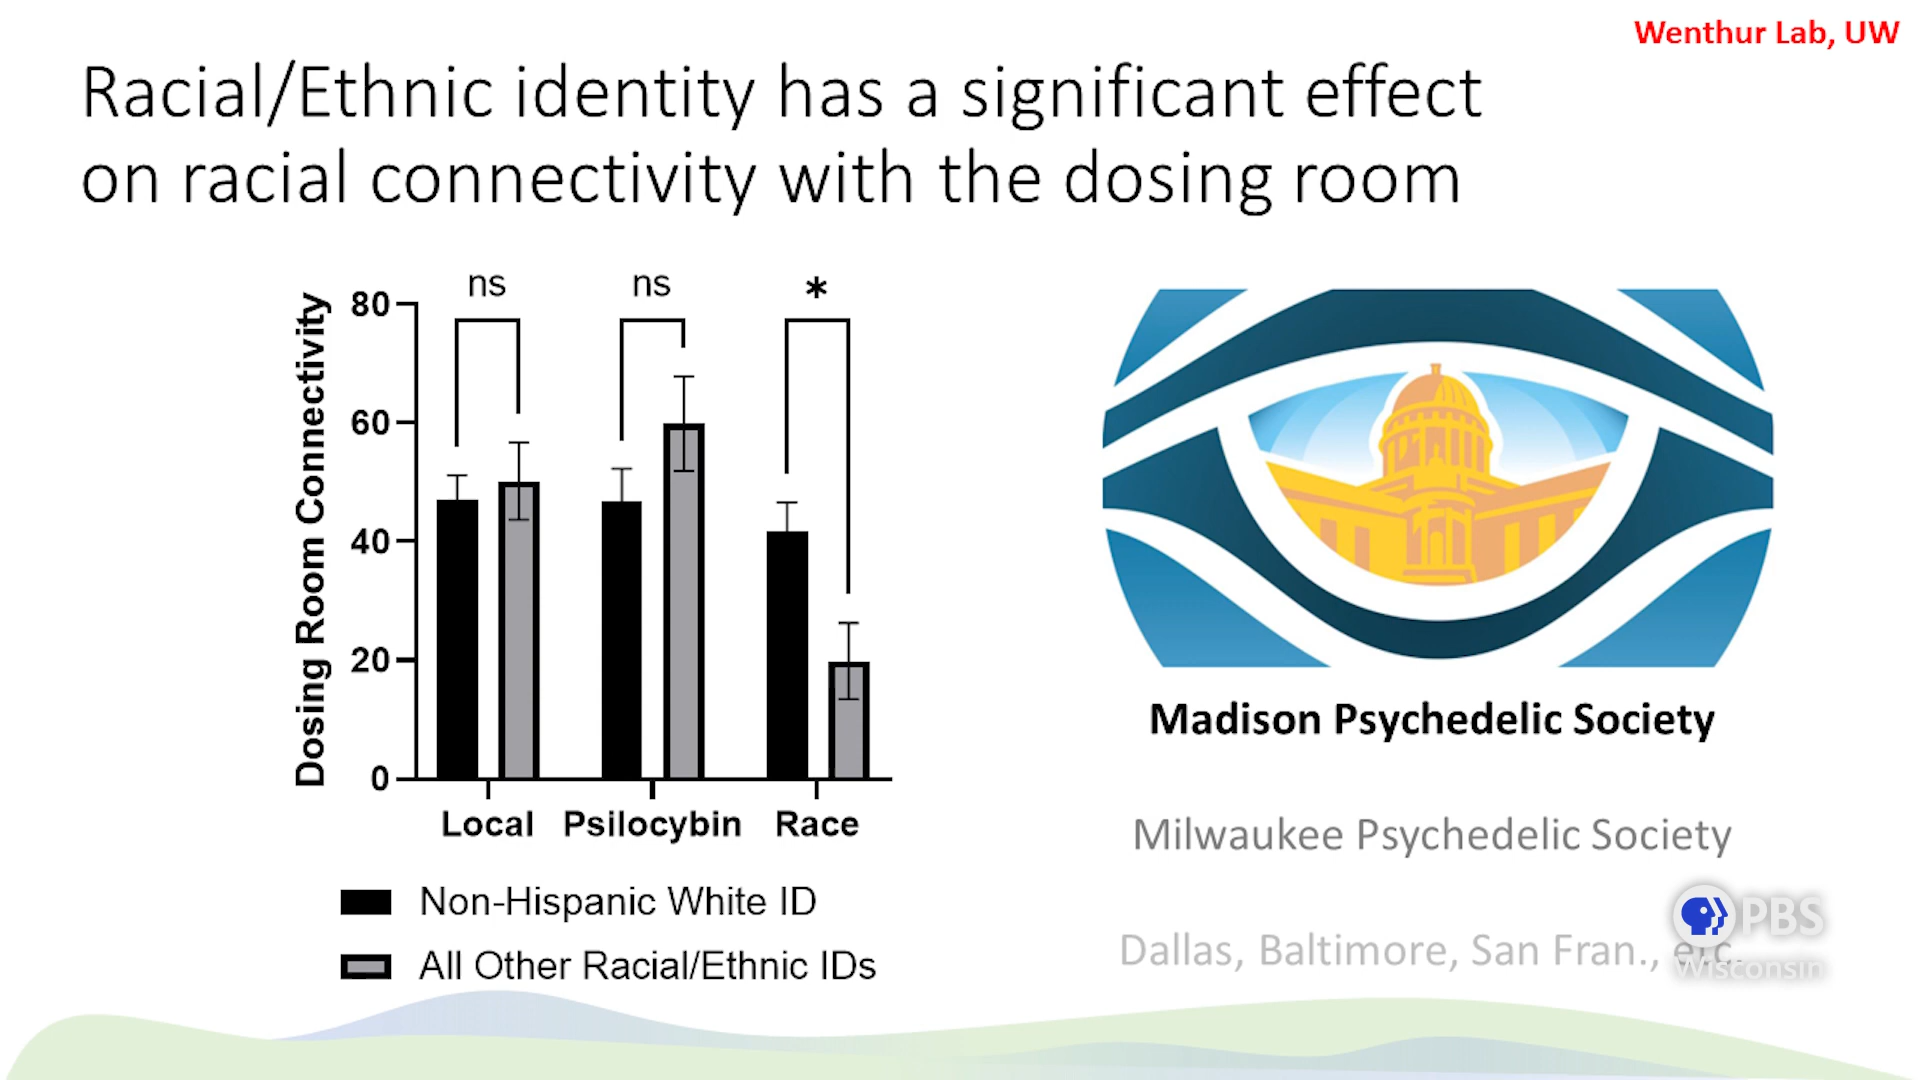 Wenthur Lab, UW
Racial/Ethnic identity has a significant effect
on racial connectivity with the dosing room
Dosing Room Connectivity
80
60
40
20
0
ns
ns
*
Local
Psilocybin
Race
Non-Hispanic White ID
All Other Racial/Ethnic IDs
Madison Psychedelic Society
Milwaukee Psychedelic Society
Dallas, Baltimore, San Fran., etc.
PBS
Wisconsin